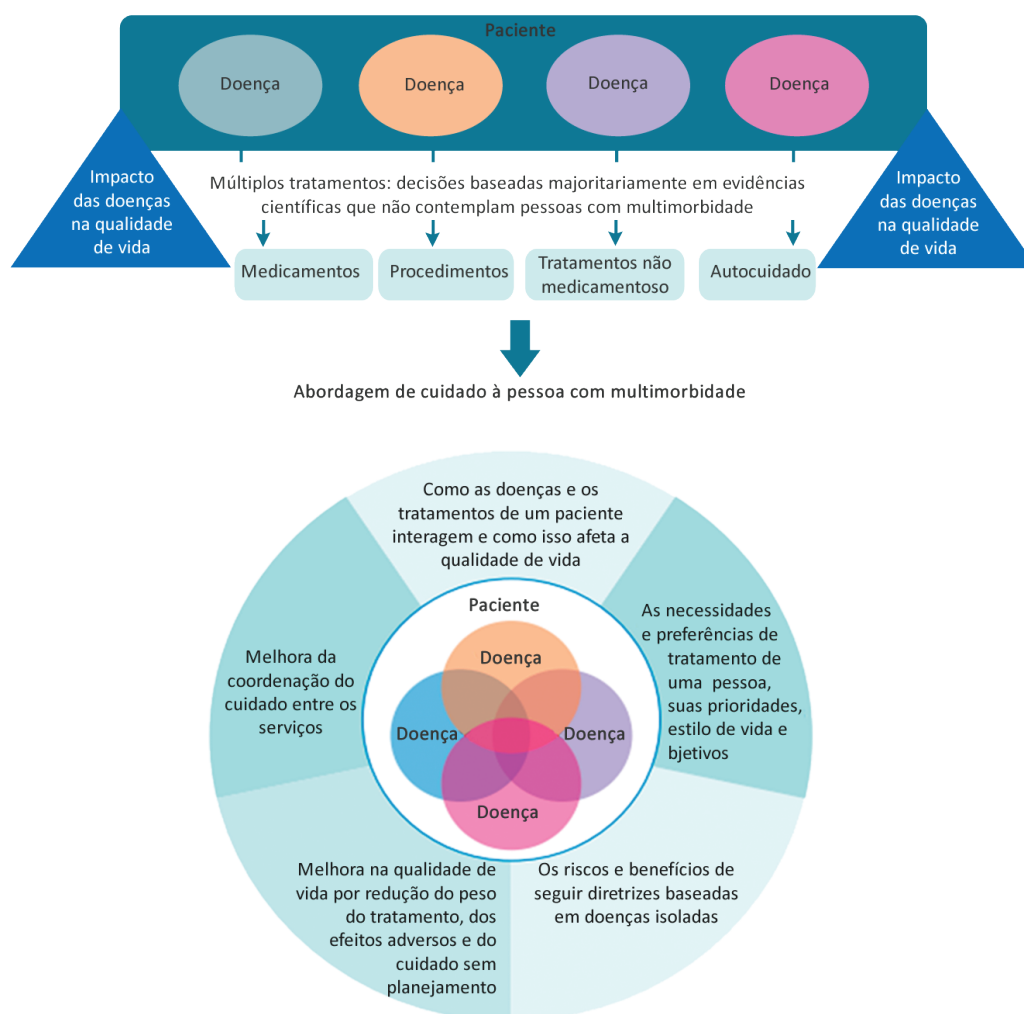 Paciente
Doença
Doença
Doença
Doença
Impacto
das doenças
na qualidade
de vida
Múltiplos tratamentos: decisões baseadas majoritariamente em evidências
científicas que não contemplam pessoas com multimorbidade
Impacto
das doenças
na qualidade
de vida
Medicamentos
Procedimentos
Tratamentos não
medicamentoso
Autocuidado
Abordagem de cuidado à pessoa com multimorbidade
Como as doenças e os
tratamentos de um paciente
interagem e como isso afeta a
qualidade de vida
As necessidades
e preferências de
tratamento de
uma pessoa,
suas prioridades,
estilo de vida e
bjetivos
Os riscos e benefícios de
seguir diretrizes baseadas
em doenças isoladas
Melhora na qualidade de
vida por redução do peso
do tratamento, dos
efeitos adversos e do
cuidado sem
planejamento
Melhora da
coordenação do
cuidado entre os
serviços
Paciente
Doença
Doença
Doença
Doença